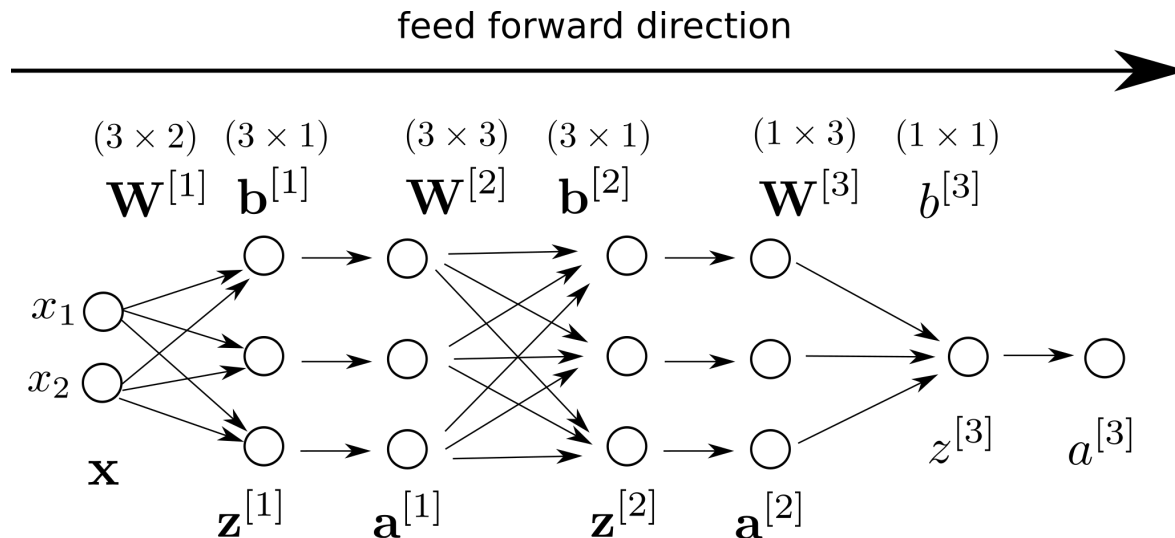 feed forward direction
(3 × 2) (3 × 1) (3 × 3) (3 × 1) (1 × 3) (1 × 1)
W^[1] b^[1] W^[2] b^[2] W^[3] b^[3]
x₁
x₂
x
z^[3] a^[3]
z^[1] a^[1] z^[2] a^[2]